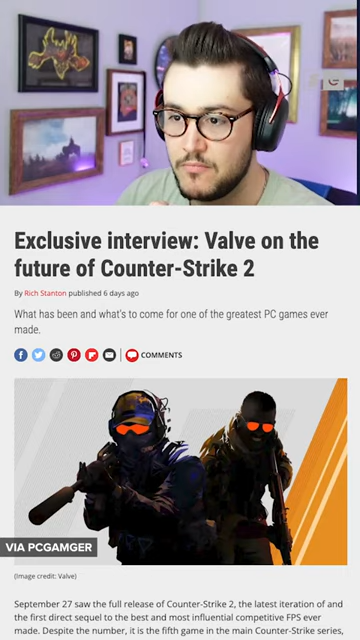 Exclusive interview: Valve on the
future of Counter-Strike 2
By Rich Stanton published 6 days ago
What has been and what's to come for one of the greatest PC games ever
made.
COMMENTS
VIA PCGAMGER
(Image credit: Valve)
September 27 saw the full release of Counter-Strike 2, the latest iteration of and
the first direct sequel to the best and most influential competitive FPS ever
made. Despite the number, it is the fifth game in the main Counter-Strike series,